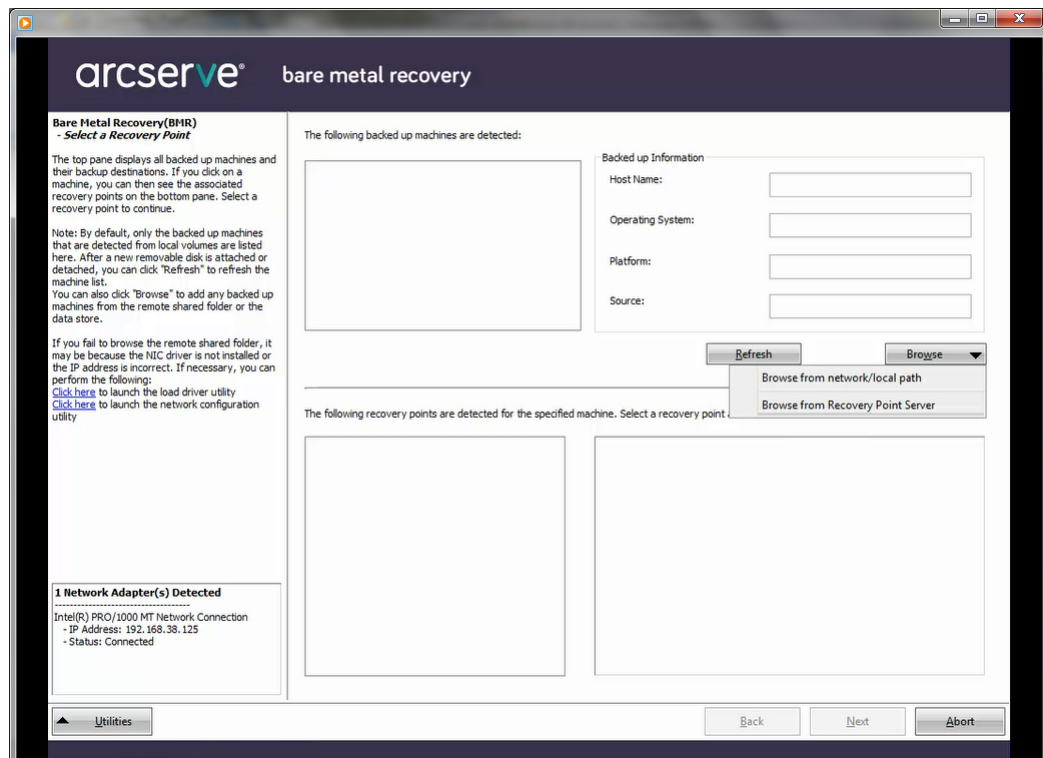 arcserve® bare metal recovery
Bare Metal Recovery(BMR)
- Select a Recovery Point
The top pane displays all backed up machines and
their backup destinations. If you click on a
machine, you can then see the associated
recovery points on the bottom pane. Select a
recovery point to continue.
Note: By default, only the backed up machines
that are detected from local volumes are listed
here. After a new removable disk is attached or
detached, you can click "Refresh" to refresh the
machine list.
You can also click "Browse" to add any backed up
machines from the remote shared folder or the
data store.
If you fail to browse the remote shared folder, it
may be because the NIC driver is not installed or
the IP address is incorrect. If necessary, you can
perform the following:
Click here to launch the load driver utility
Click here to launch the network configuration
utility
1 Network Adapter(s) Detected
-----------------------------------
Intel(R) PRO/1000 MT Network Connection
- IP Address: 192.168.38.125
- Status: Connected
The following backed up machines are detected:
Backed up Information
Host Name:
Operating System:
Platform:
Source:
Refresh
Browse
Browse from network/local path
Browse from Recovery Point Server
The following recovery points are detected for the specified machine. Select a recovery point
Utilities
Back
Next
Abort